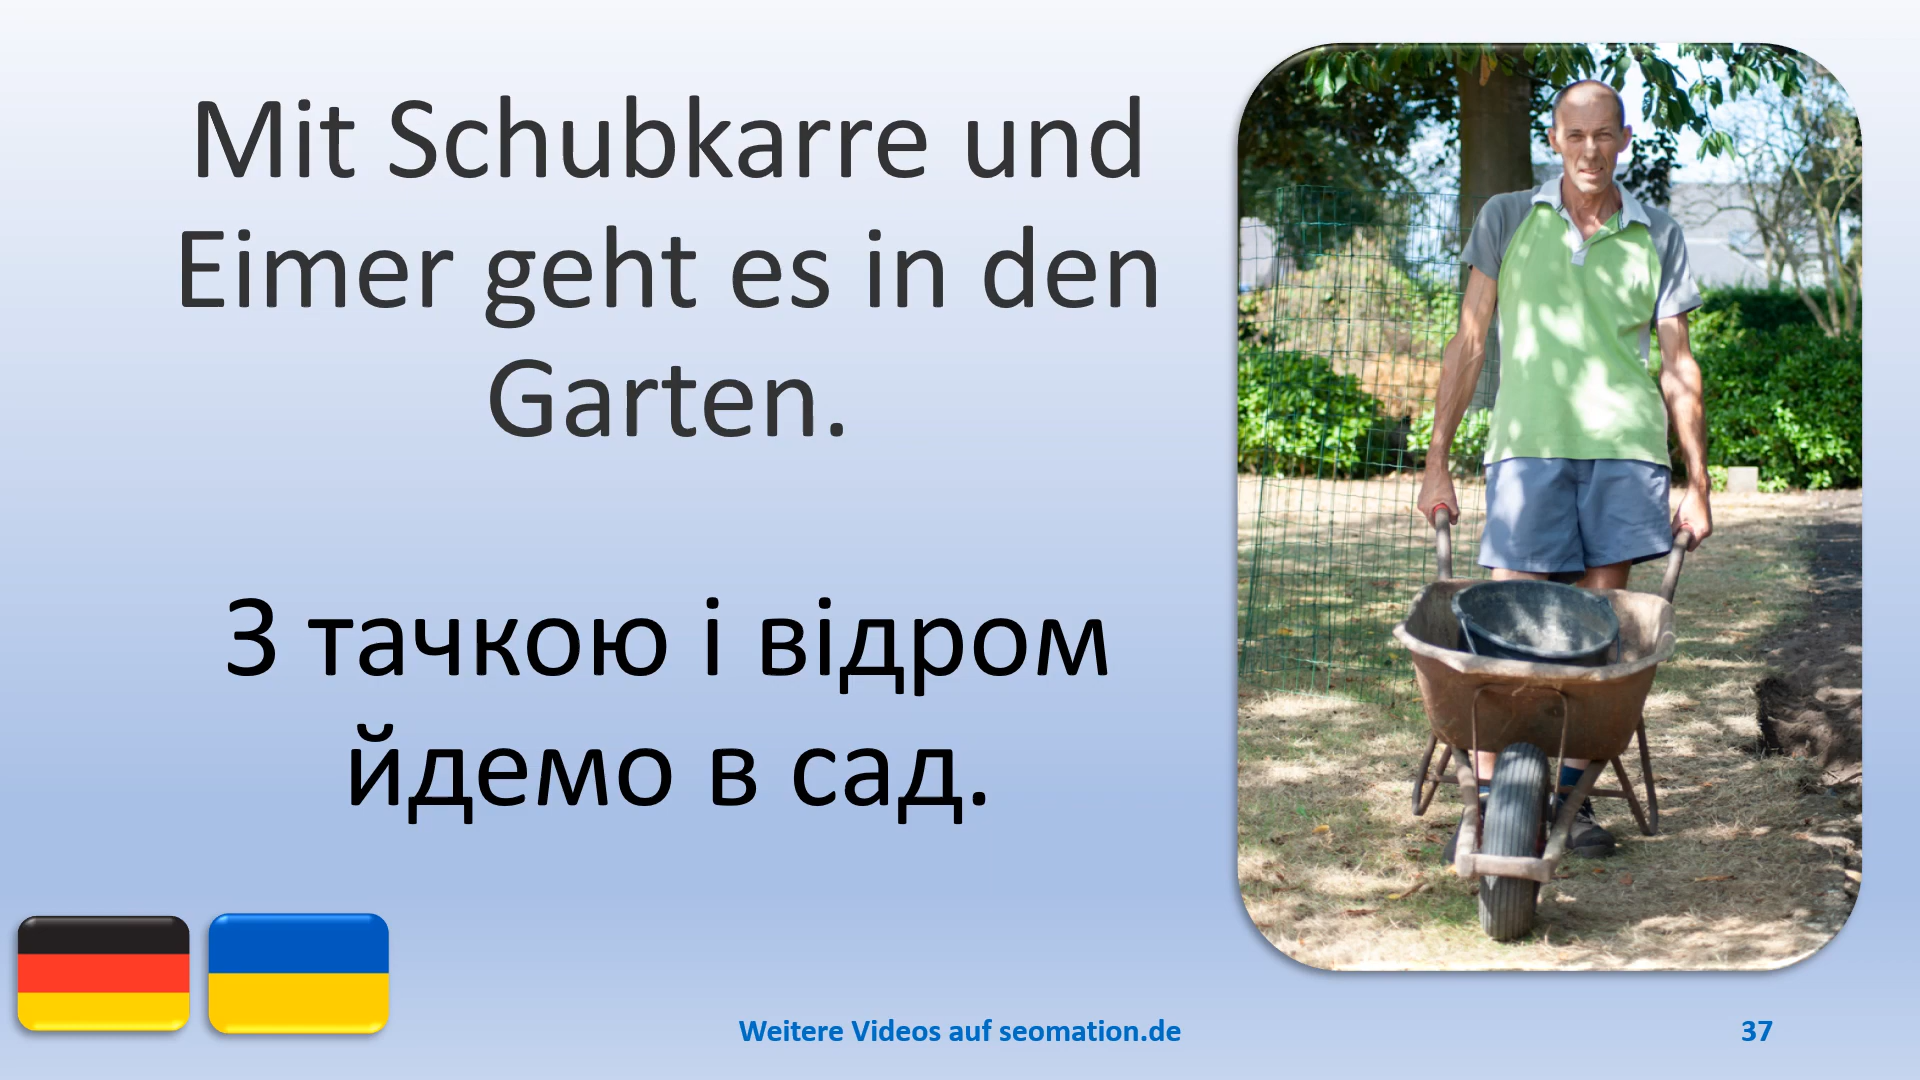 Mit Schubkarre und
Eimer geht es in den
Garten.
З тачкою і відром
йдемо в сад.
Weitere Videos auf seomation.de
37